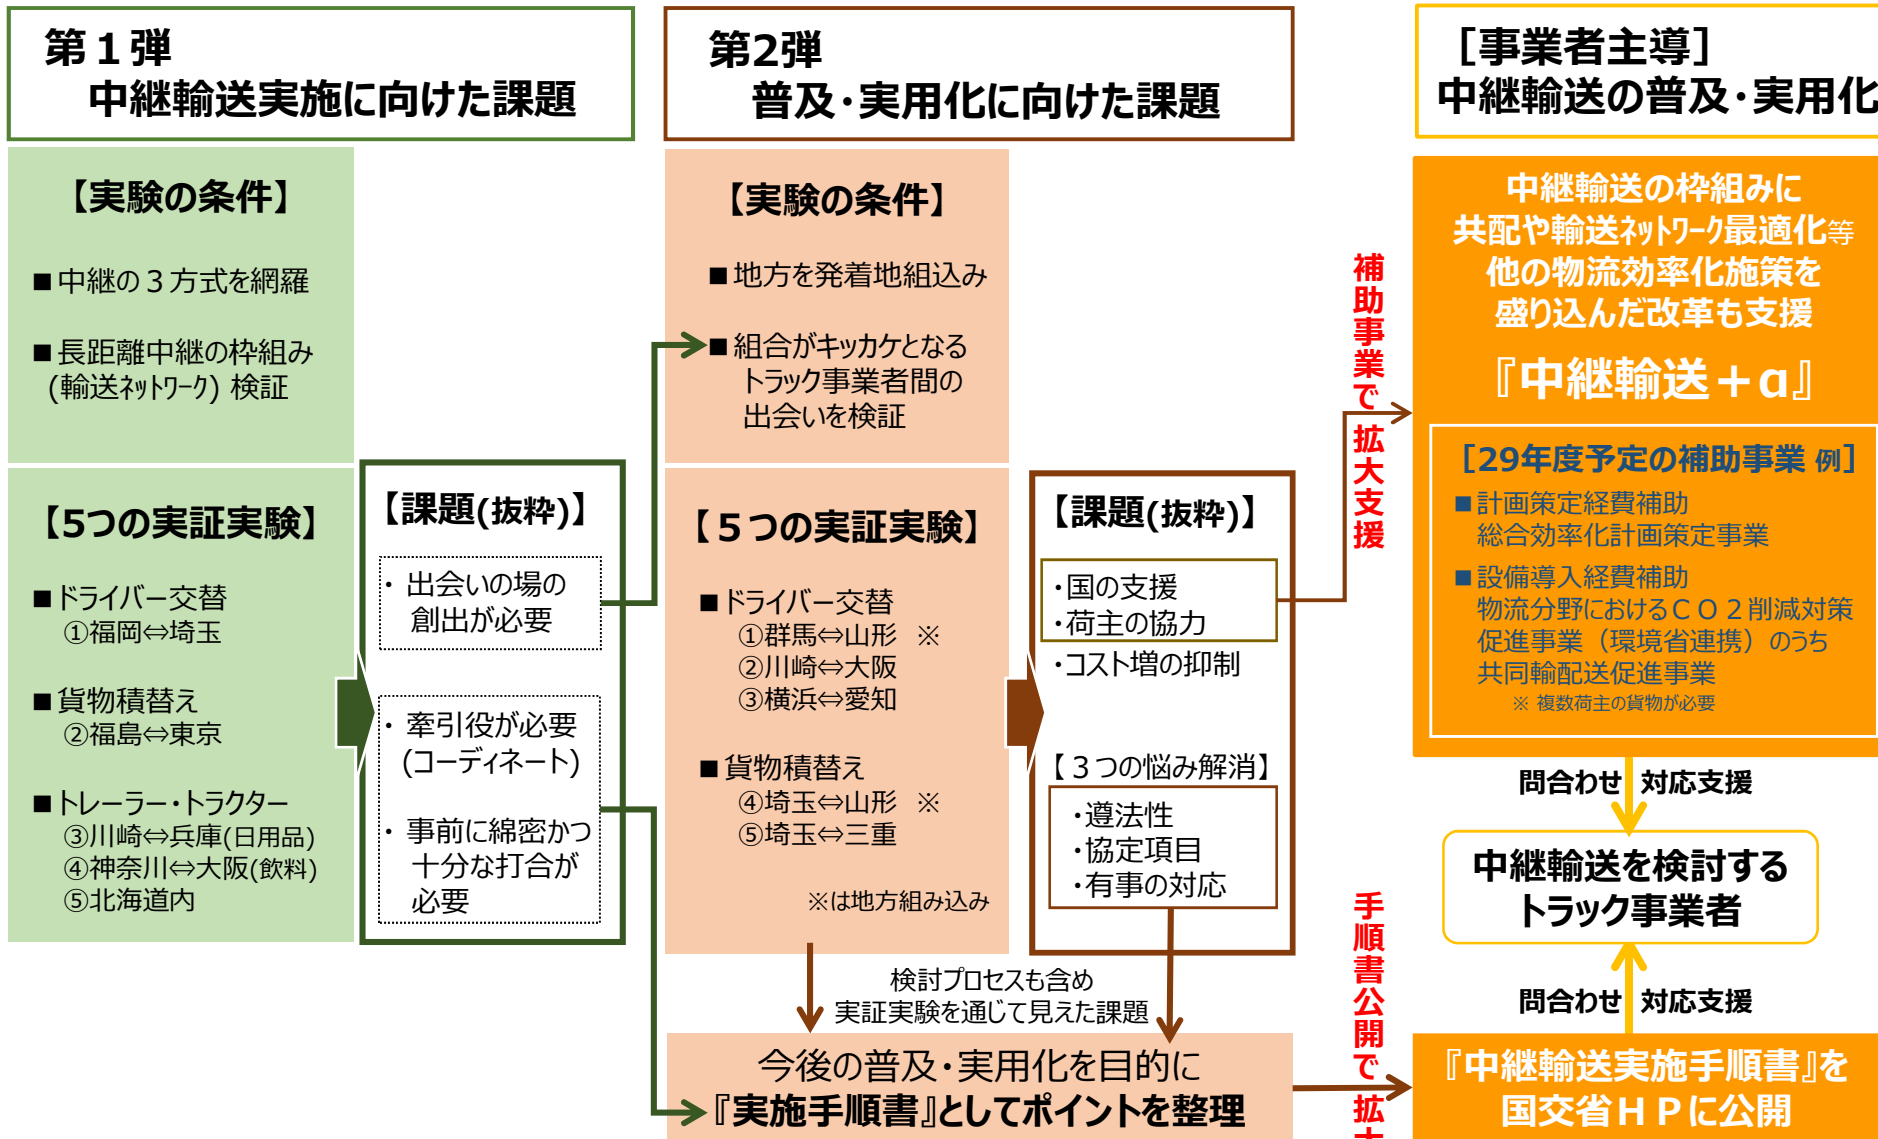 第１弾
中継輸送実施に向けた課題
【実験の条件】
■中継の３方式を網羅
■長距離中継の枠組み
(輸送ネットワーク) 検証
【5つの実証実験】
■ドライバー交替
①福岡⇔埼玉
■貨物積替え
②福島⇔東京
■トレーラー・トラクター
③川崎⇔兵庫(日用品)
④神奈川⇔大阪(飲料)
⑤北海道内
【課題(抜粋)】
・ 出会いの場の
創出が必要
・ 牽引役が必要
(コーディネート)
・ 事前に綿密かつ
十分な打合が
必要
第2弾
普及・実用化に向けた課題
【実験の条件】
■地方を発着地組込み
■組合がキッカケとなる
トラック事業者間の
出会いを検証
【５つの実証実験】
■ドライバー交替
①群馬⇔山形 ※
②川崎⇔大阪
③横浜⇔愛知
■貨物積替え
④埼玉⇔山形 ※
⑤埼玉⇔三重
※は地方組み込み
【課題(抜粋)】
・国の支援
・荷主の協力
・コスト増の抑制
【３つの悩み解消】
・遵法性
・協定項目
・有事の対応
検討プロセスも含め
実証実験を通じて見えた課題
今後の普及・実用化を目的に
『実施手順書』としてポイントを整理
補助事業で拡大支援
手順書公開で拡
［事業者主導］
中継輸送の普及・実用化
中継輸送の枠組みに
共配や輸送ネットワーク最適化等
他の物流効率化施策を
盛り込んだ改革も支援
『中継輸送＋α』
［29年度予定の補助事業 例］
■計画策定経費補助
総合効率化計画策定事業
■設備導入経費補助
物流分野におけるＣＯ２削減対策
促進事業（環境省連携）のうち
共同輸配送促進事業
※ 複数荷主の貨物が必要
問合わせ 対応支援
中継輸送を検討する
トラック事業者
問合わせ 対応支援
『中継輸送実施手順書』を
国交省ＨＰに公開